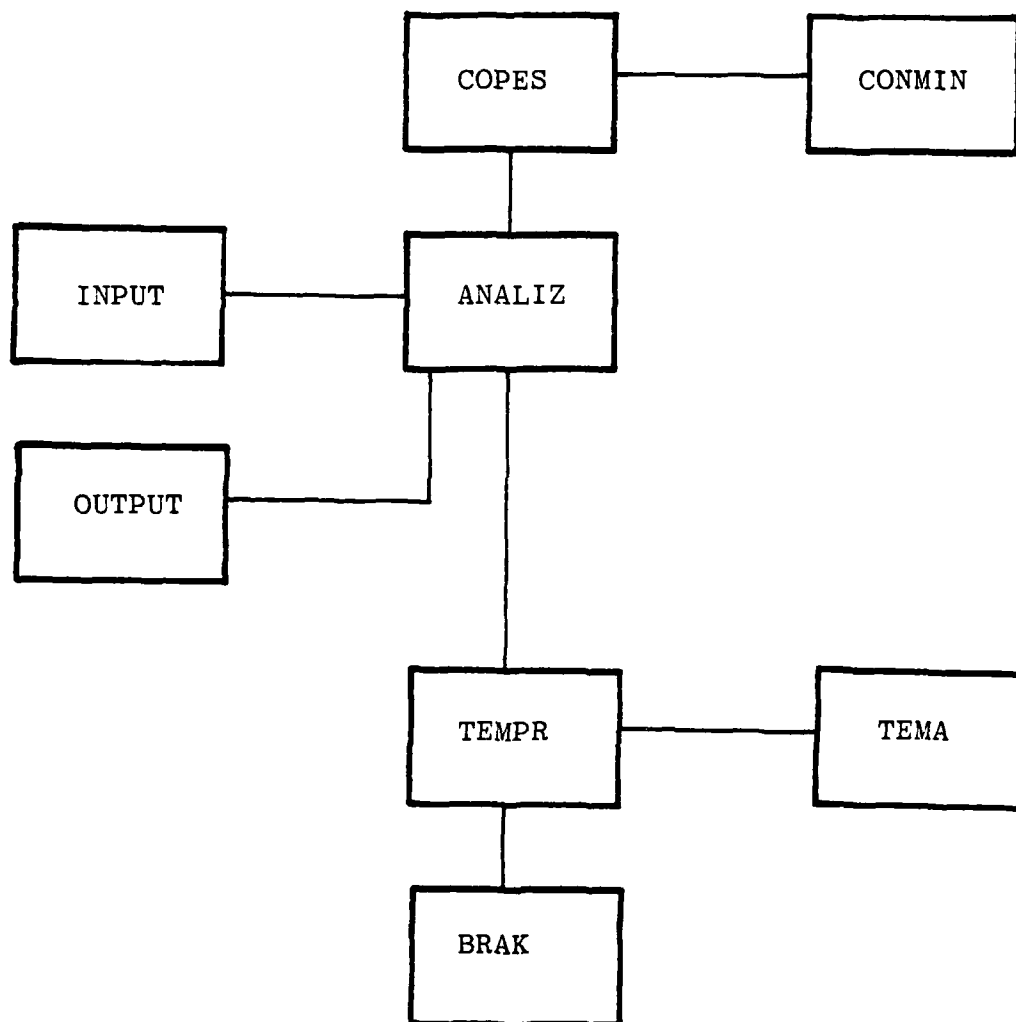 COPES
CONMIN
INPUT
ANALIZ
OUTPUT
TEMPR
TEMA
BRAK